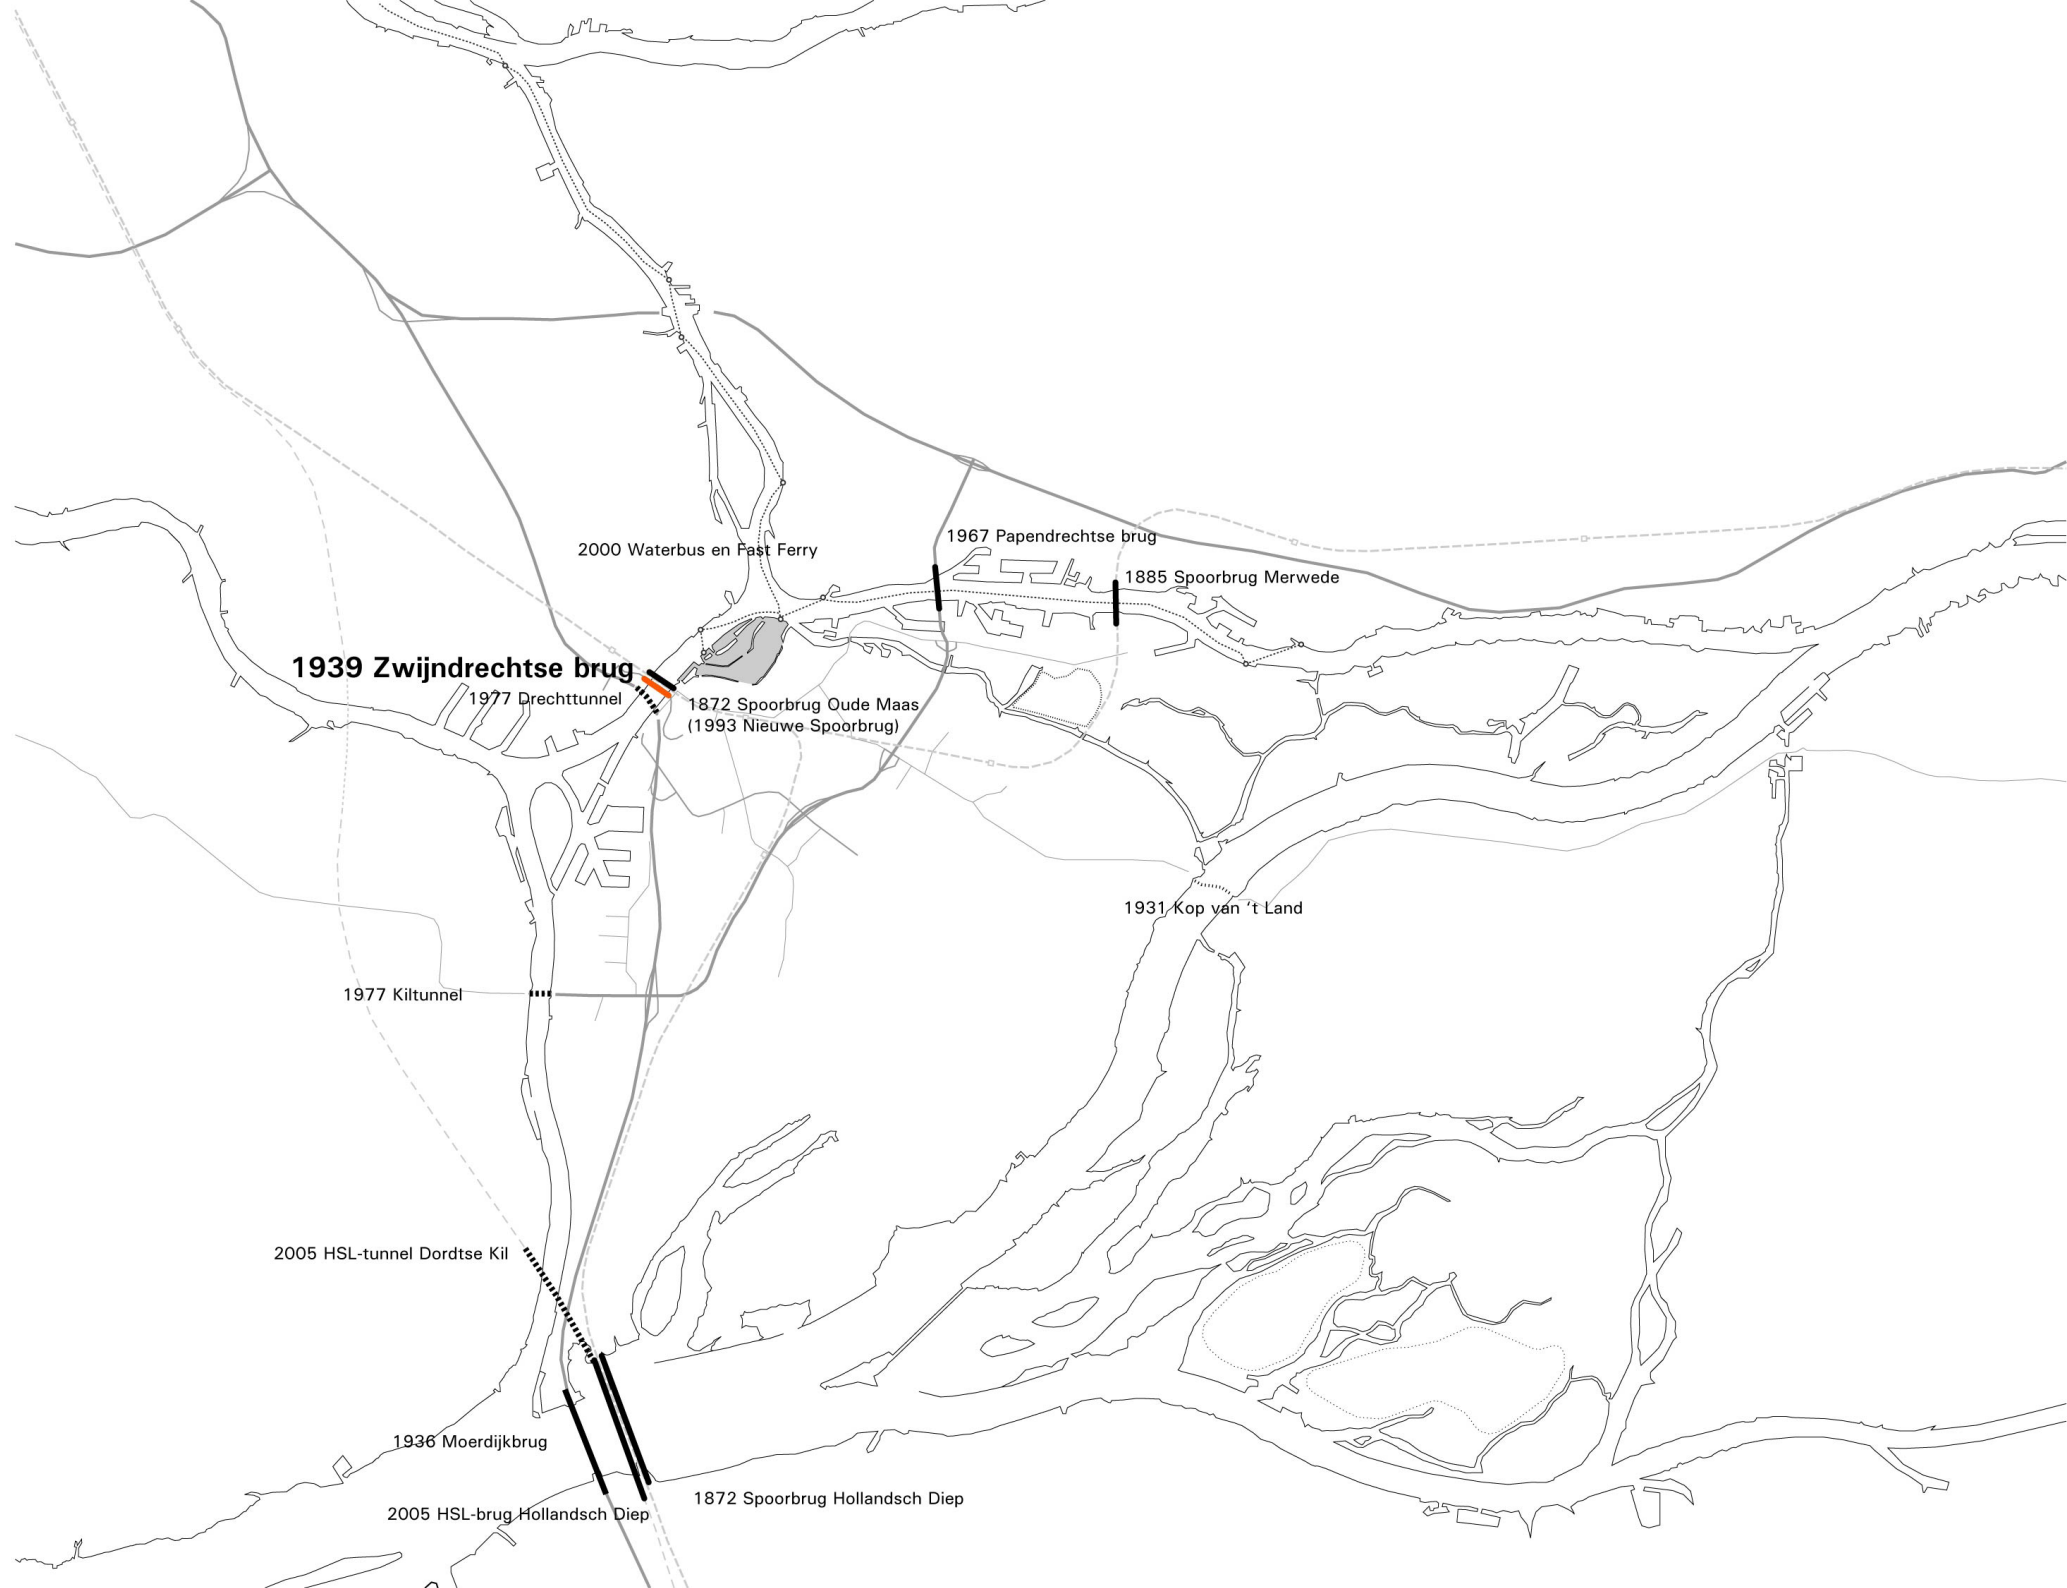 2000 Waterbus en Fast Ferry
1967 Papendrechtse brug
1885 Spoorbrug Merwede
1939 Zwijndrechtse brug
1977 Drechttunnel
1872 Spoorbrug Oude Maas
(1993 Nieuwe Spoorbrug)
1931 Kop van ‘t Land
1977 Kiltunnel
2005 HSL-tunnel Dordtse Kil
1936 Moerdijkbrug
1872 Spoorbrug Hollandsch Diep
2005 HSL-brug Hollandsch Diep